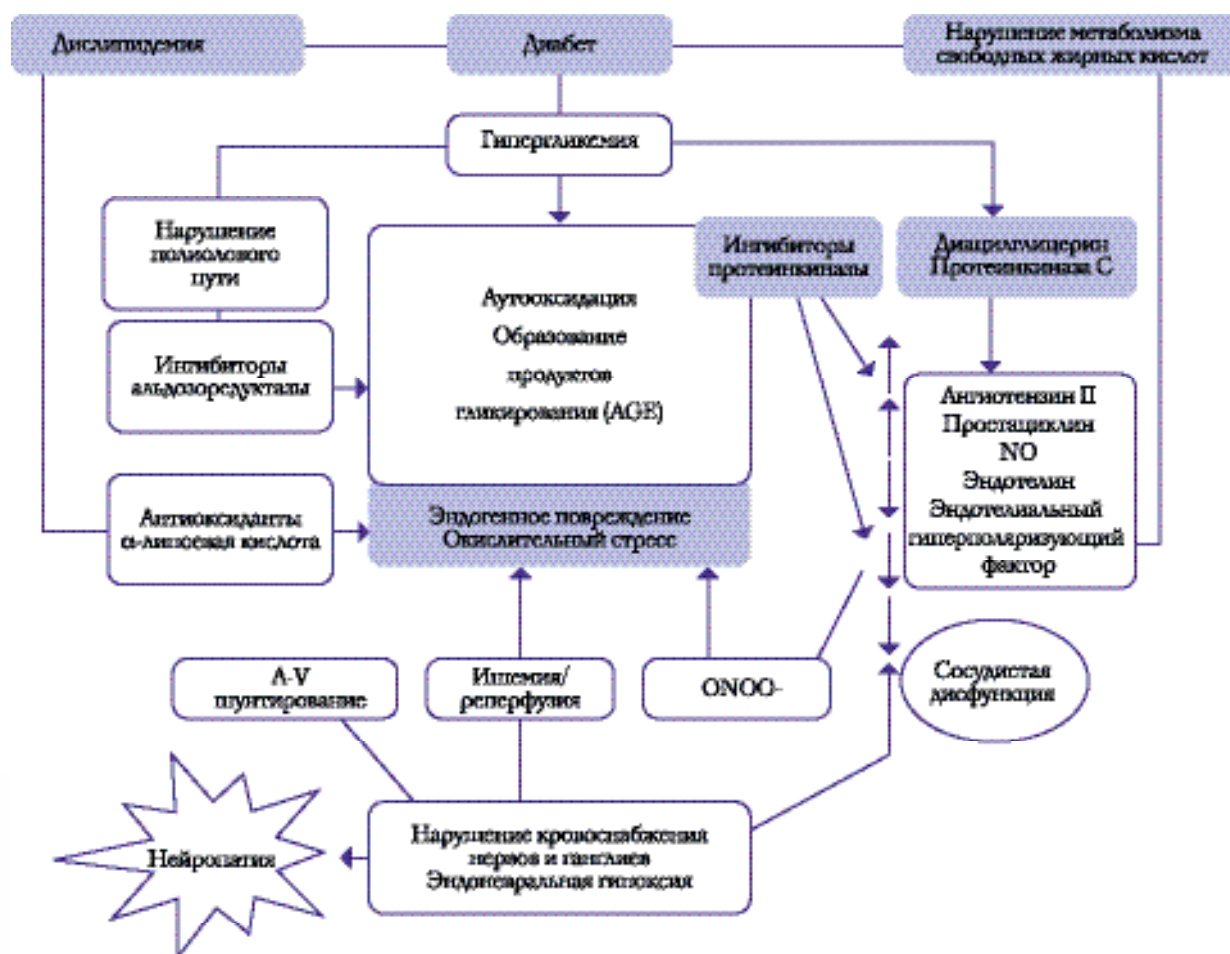 Дислипидемия
Диабет
Нарушение метаболизма
свободных жирных кислот
Гипергликемия
Нарушение
полиолового
пути
Ингибиторы
протеинкиназы
Диацилглицерин
Протеинкиназа С
Аутооксидация
Образование
продуктов
гликирования (AGE)
Ингибиторы
альдозоредуктазы
Ангиотензин II
Простациклин
NO
Эндотелин
Эндотелиальный
гиперполяризующий
фактор
Антиоксиданты
α-липоевая кислота
Эндогенное повреждение
Окислительный стресс
A-V
шунтирование
Ишемия/
реперфузия
ONOO-
Сосудистая
дисфункция
Нарушение кровоснабжения
нервов и ганглиев
Эндоневральная гипоксия
Нейропатия